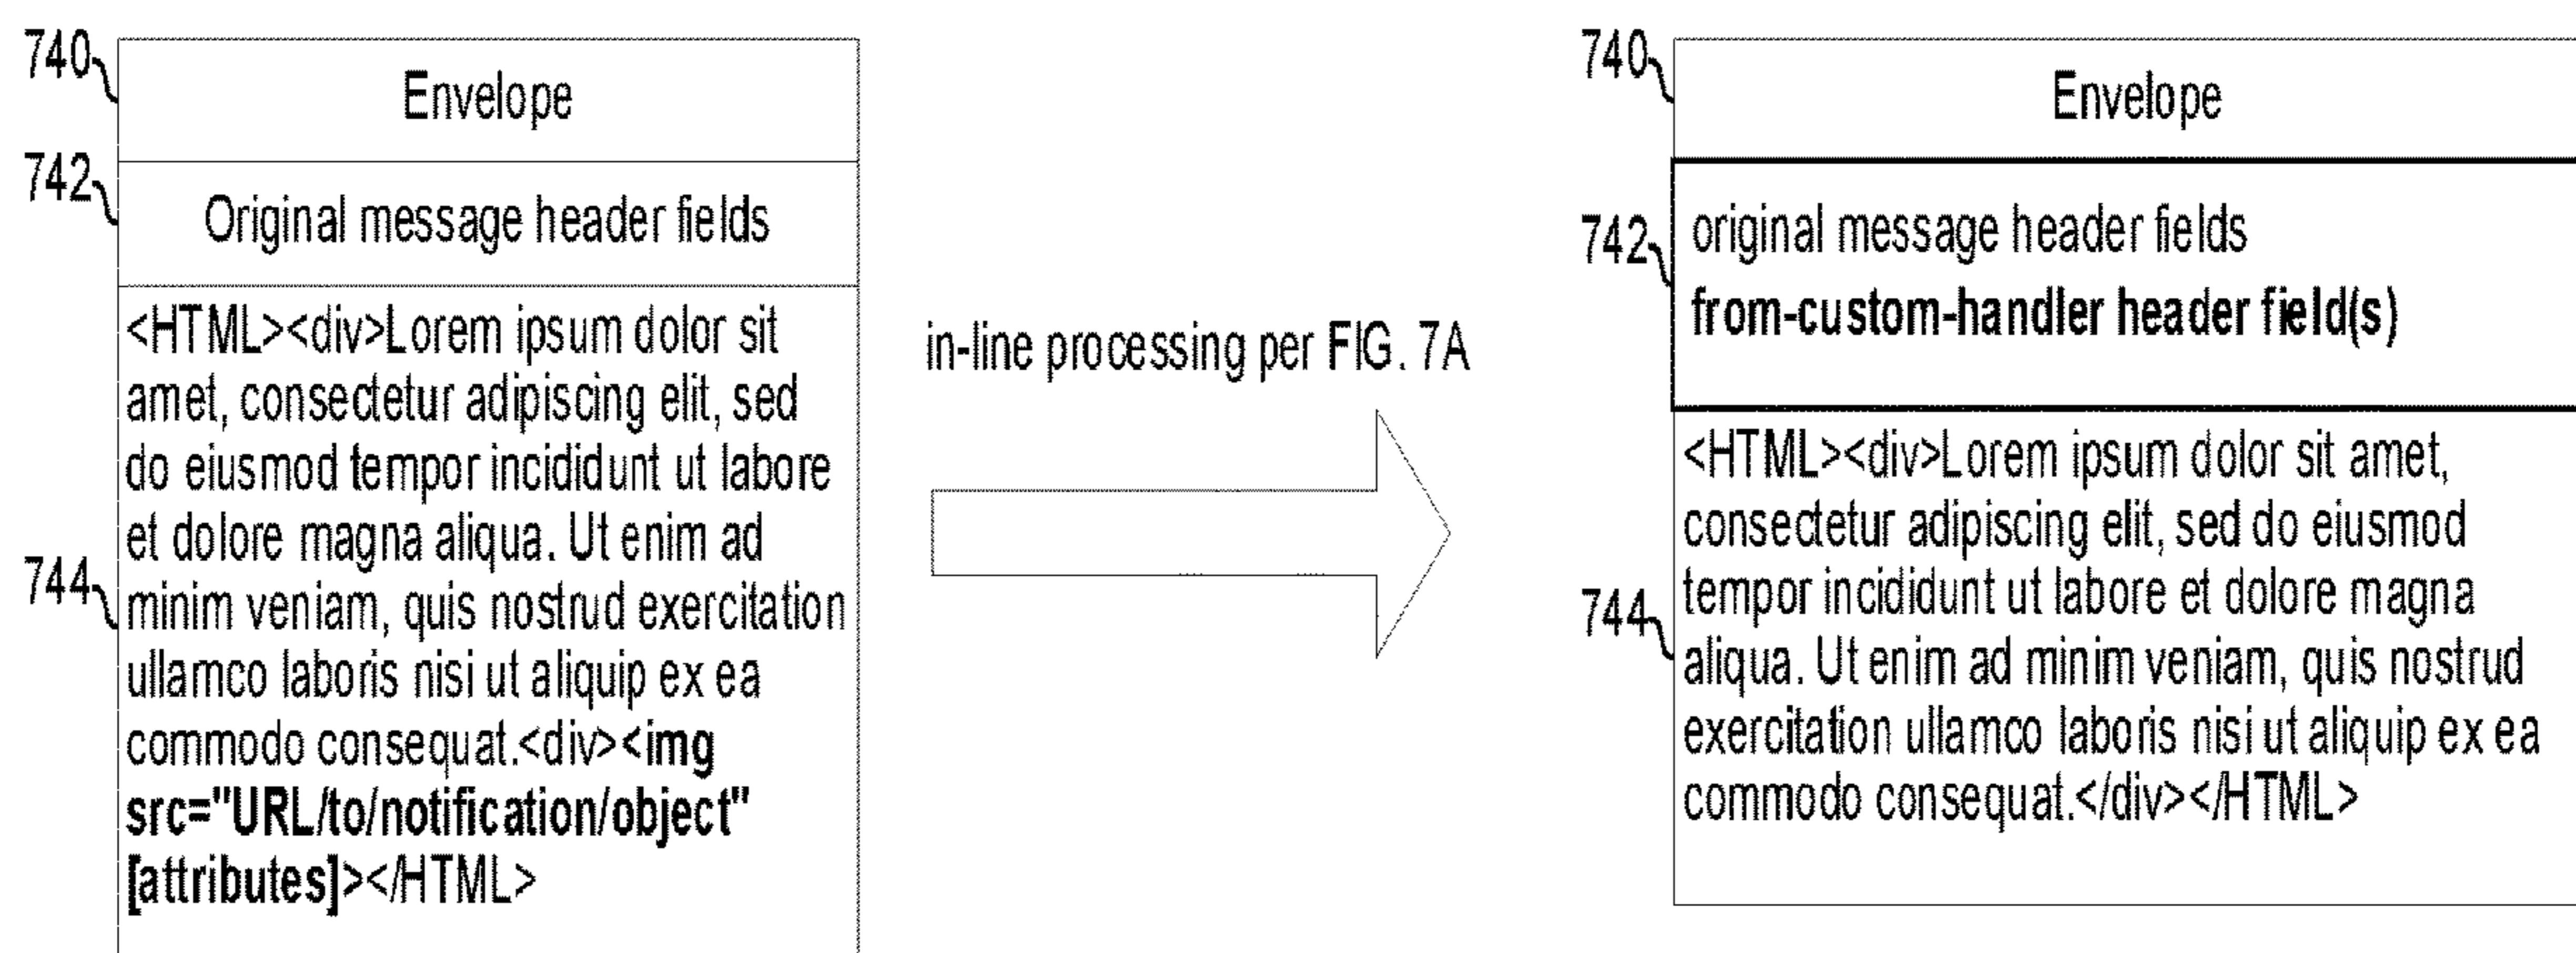 740
Envelope
742
Original message header fields
744
<HTML><div>Lorem ipsum dolor sit
amet, consectetur adipiscing elit, sed
do eiusmod tempor incididunt ut labore
et dolore magna aliqua. Ut enim ad
minim veniam, quis nostrud exercitation
ullamco laboris nisi ut aliquip ex ea
commodo consequat.<div><img
src="URL/to/notification/object"
[attributes]></HTML>
in-line processing per FIG. 7A
740
Envelope
742
original message header fields
from-custom-handler header field(s)
744
<HTML><div>Lorem ipsum dolor sit amet,
consectetur adipiscing elit, sed do eiusmod
tempor incididunt ut labore et dolore magna
aliqua. Ut enim ad minim veniam, quis nostrud
exercitation ullamco laboris nisi ut aliquip ex ea
commodo consequat.</div></HTML>